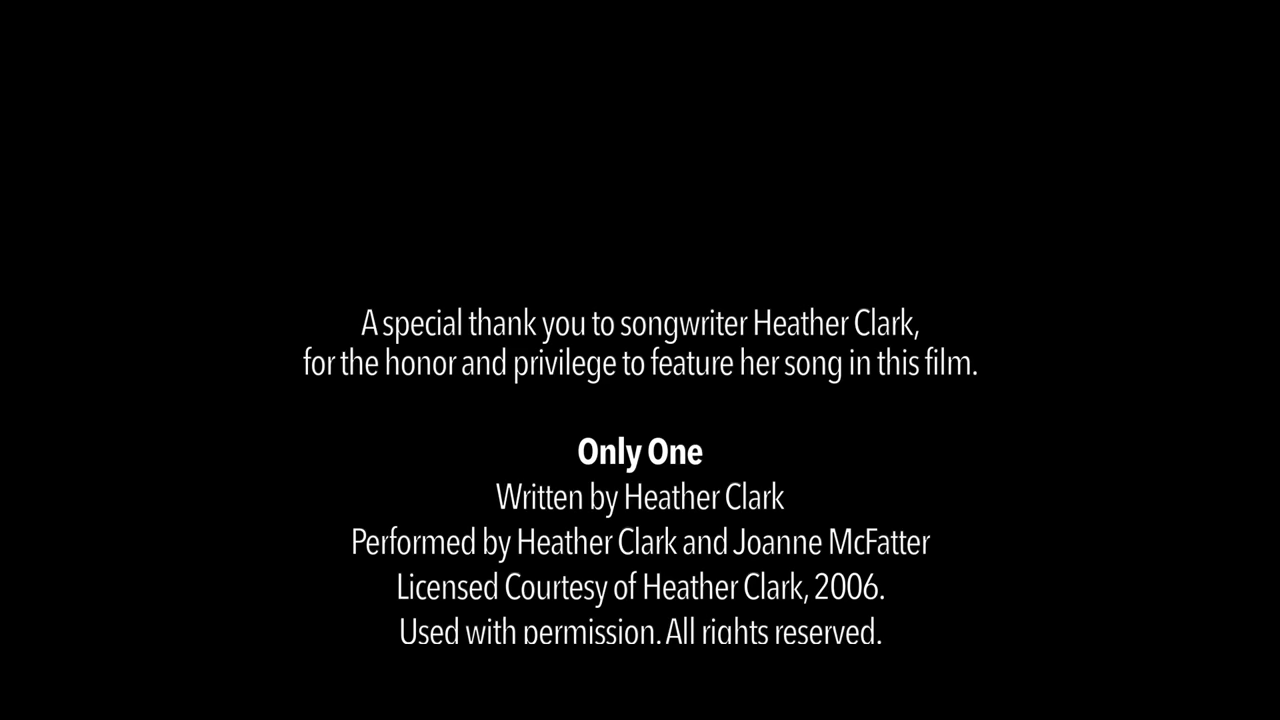 A special thank you to songwriter Heather Clark,
for the honor and privilege to feature her song in this film.
Only One
Written by Heather Clark
Performed by Heather Clark and Joanne McFatter
Licensed Courtesy of Heather Clark, 2006.
Used with permission. All rights reserved.